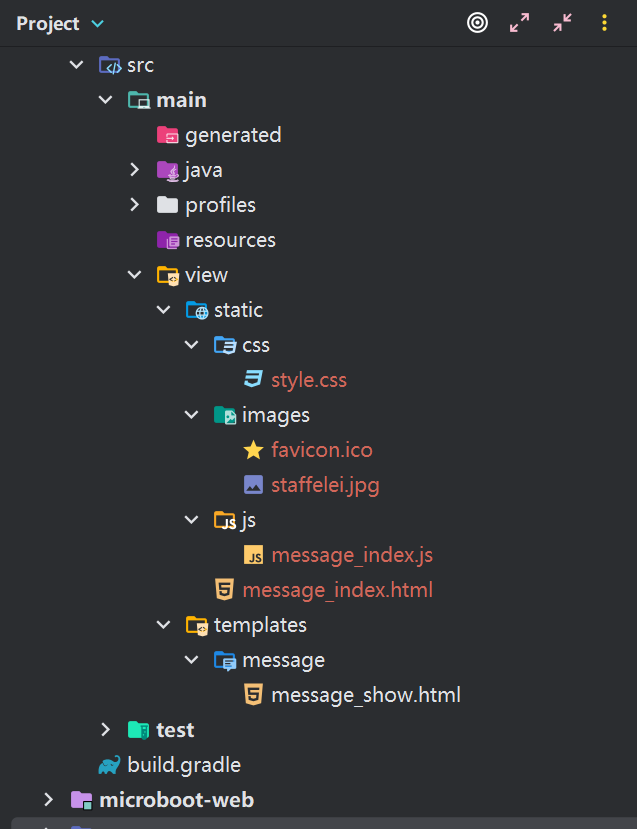 Project
src
main
generated
java
profiles
resources
view
static
css
style.css
images
favicon.ico
staffelei.jpg
js
message_index.js
message_index.html
templates
message
message_show.html
test
build.gradle
microboot-web